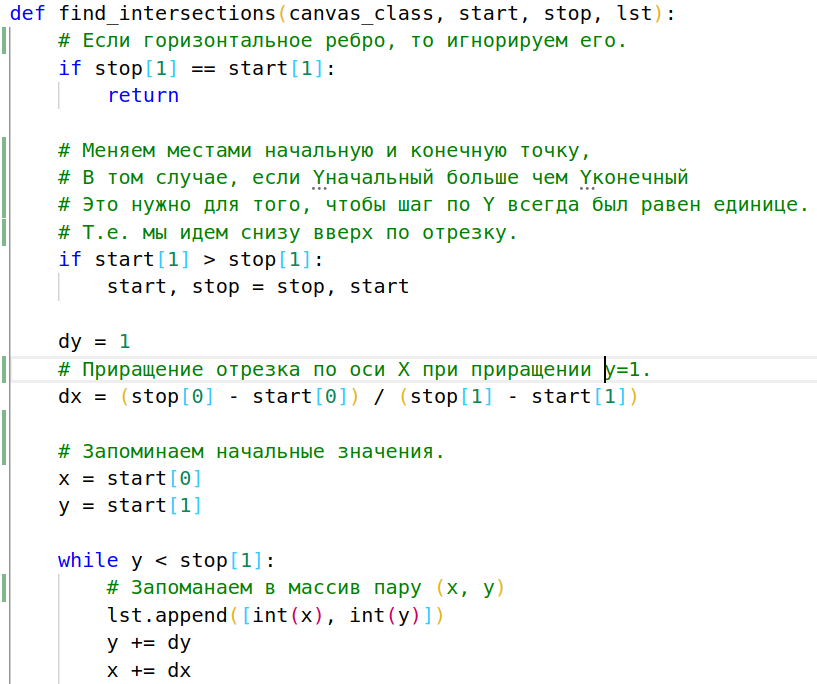 def find_intersections(canvas_class, start, stop, lst):
    # Если горизонтальное ребро, то игнорируем его.
    if stop[1] == start[1]:
        return
    # Меняем местами начальную и конечную точку,
    # В том случае, если Yначальный больше чем Yконечный
    # Это нужно для того, чтобы шаг по Y всегда был равен единице.
    # Т.е. мы идем снизу вверх по отрезку.
    if start[1] > stop[1]:
        start, stop = stop, start
    dy = 1
    # Приращение отрезка по оси X при приращении y=1.
    dx = (stop[0] - start[0]) / (stop[1] - start[1])
    # Запоминаем начальные значения.
    x = start[0]
    y = start[1]
    while y < stop[1]:
        # Запоманаем в массив пару (x, y)
        lst.append([int(x), int(y)])
        y += dy
        x += dx